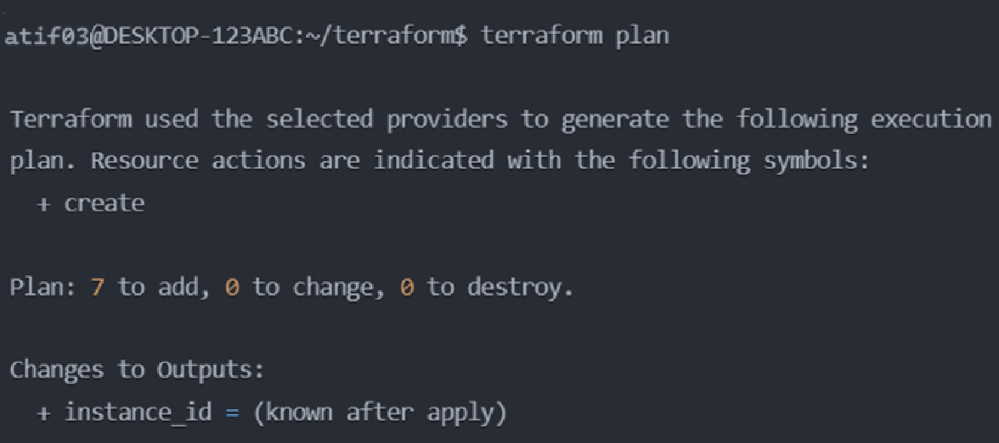 atif03@DESKTOP-123ABC:~/terraform$ terraform plan
Terraform used the selected providers to generate the following execution
plan. Resource actions are indicated with the following symbols:
+ create
Plan: 7 to add, 0 to change, 0 to destroy.
Changes to Outputs:
+ instance_id = (known after apply)